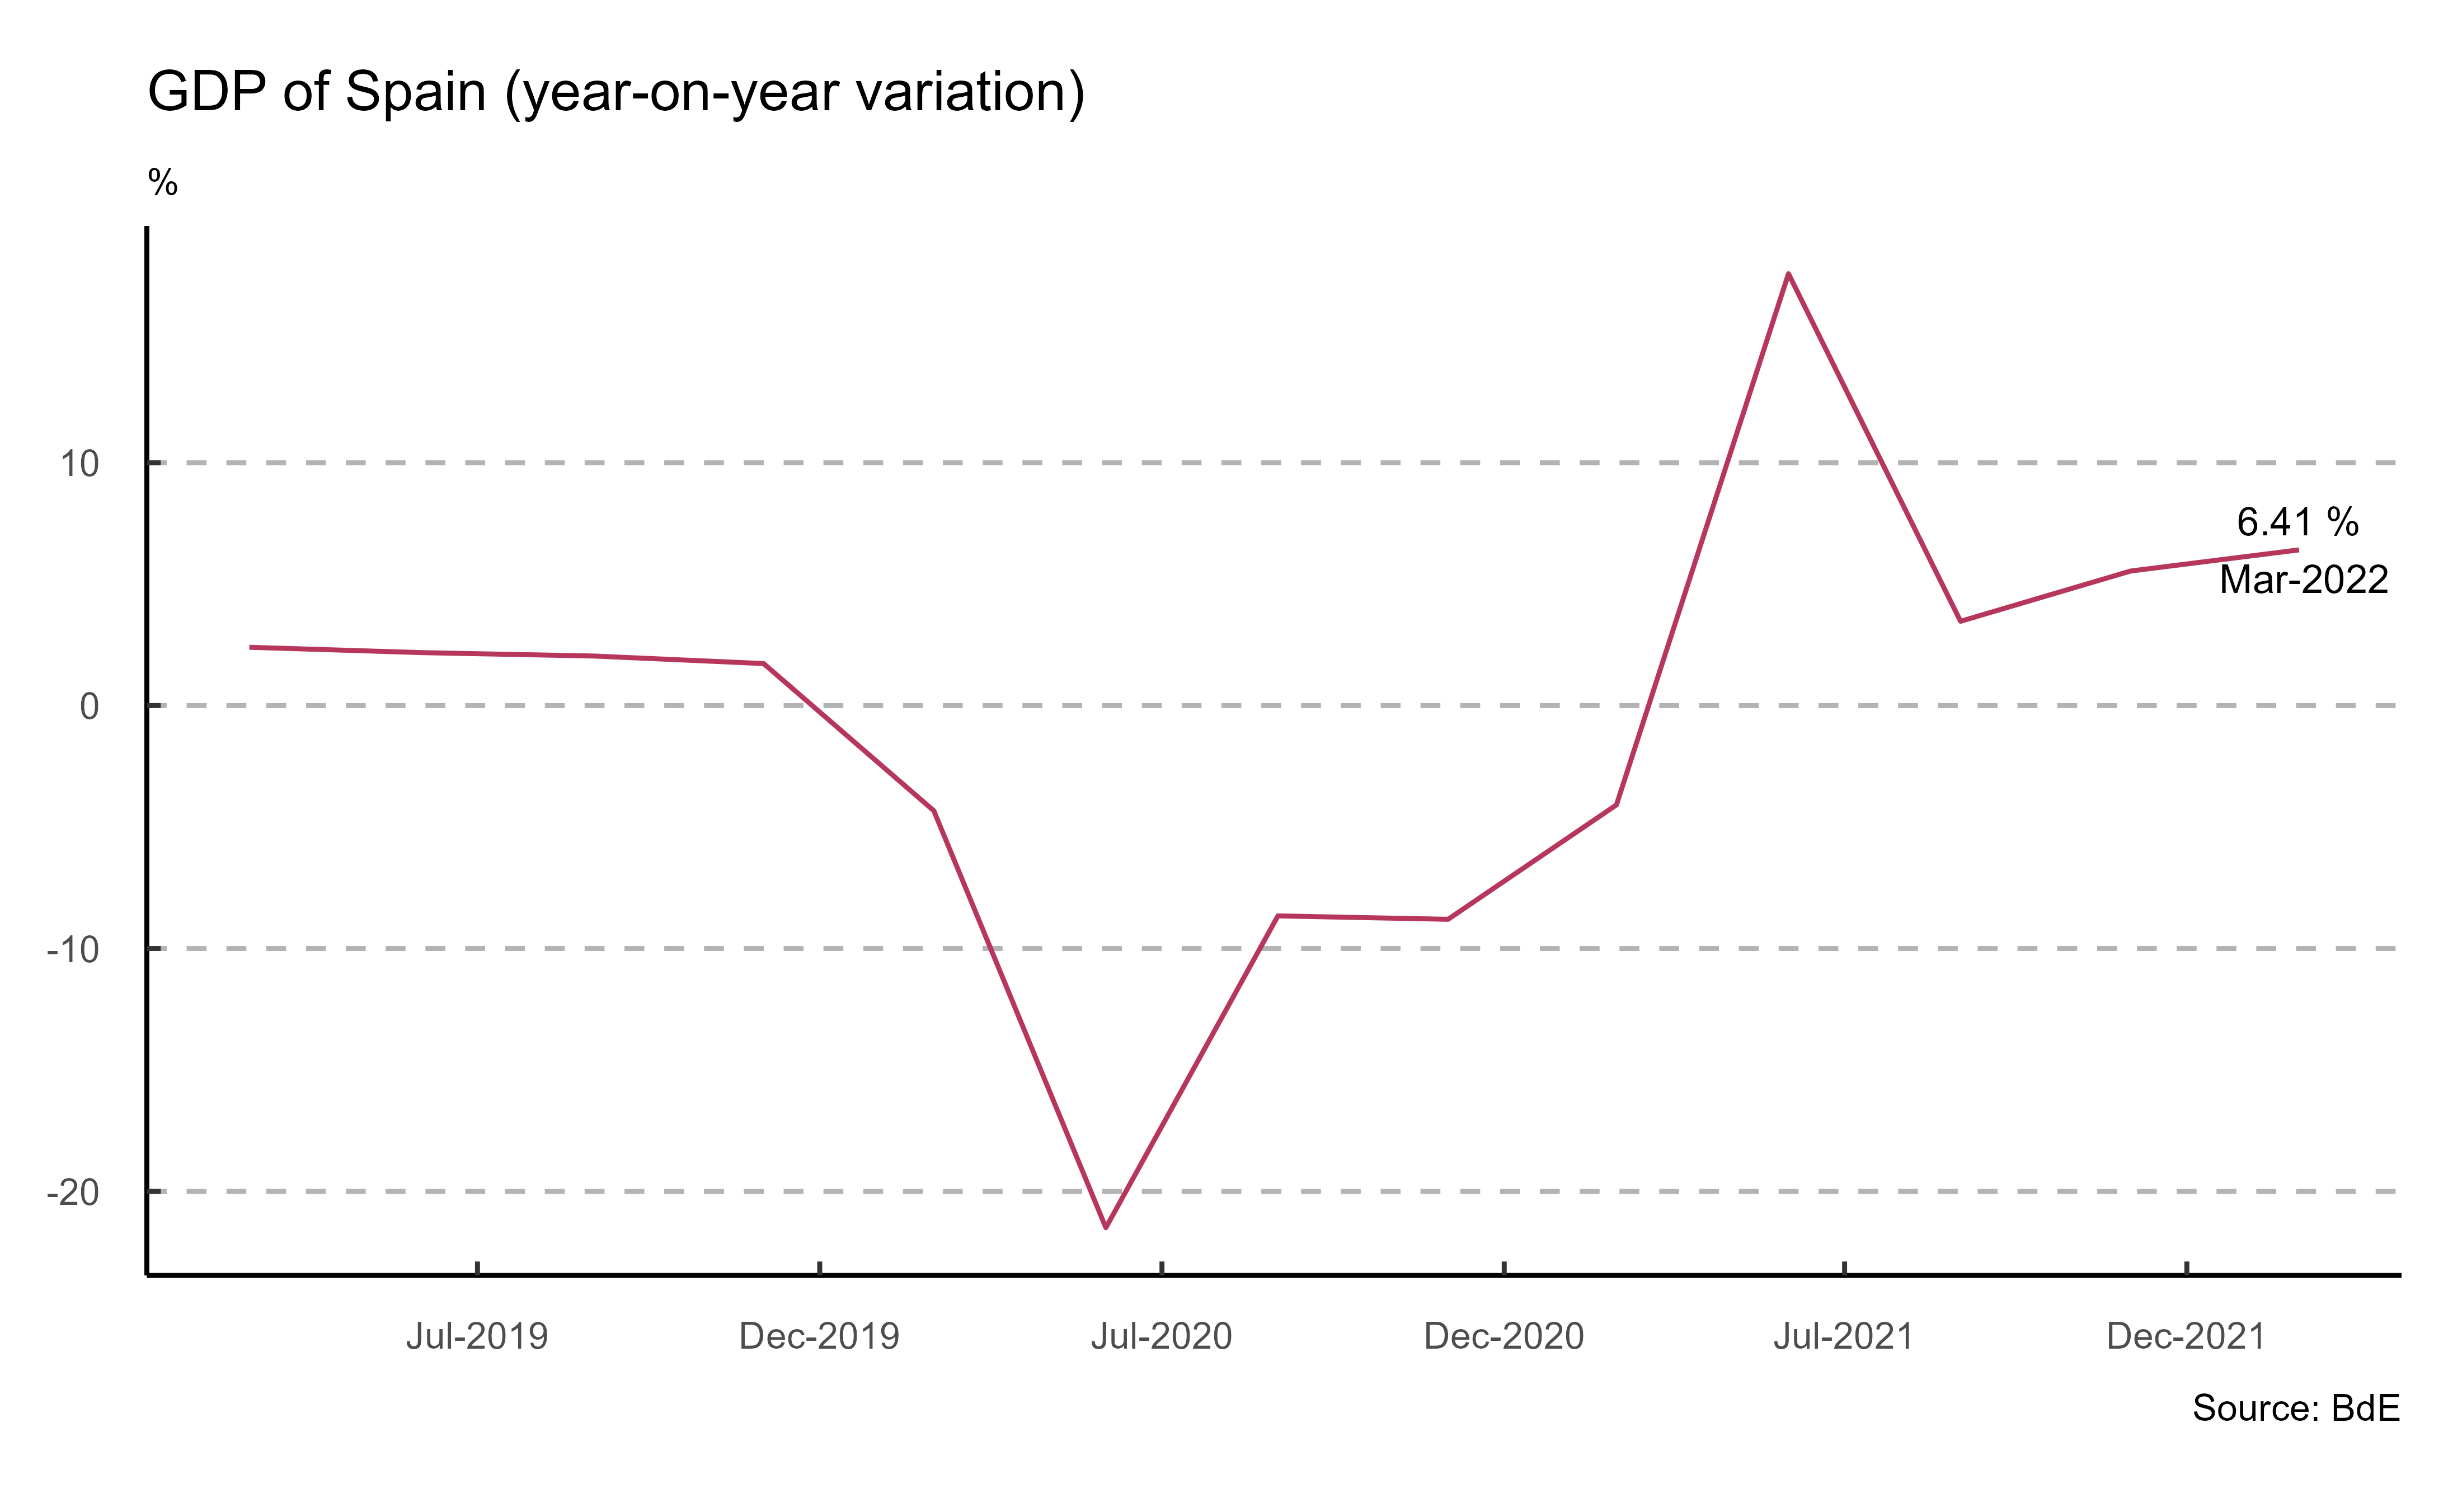 GDP of Spain (year-on-year variation)
%
10
6.41 %
Mar-2022
0
-10
-20
Jul-2019 Dec-2019 Jul-2020 Dec-2020 Jul-2021 Dec-2021
Source: BdE